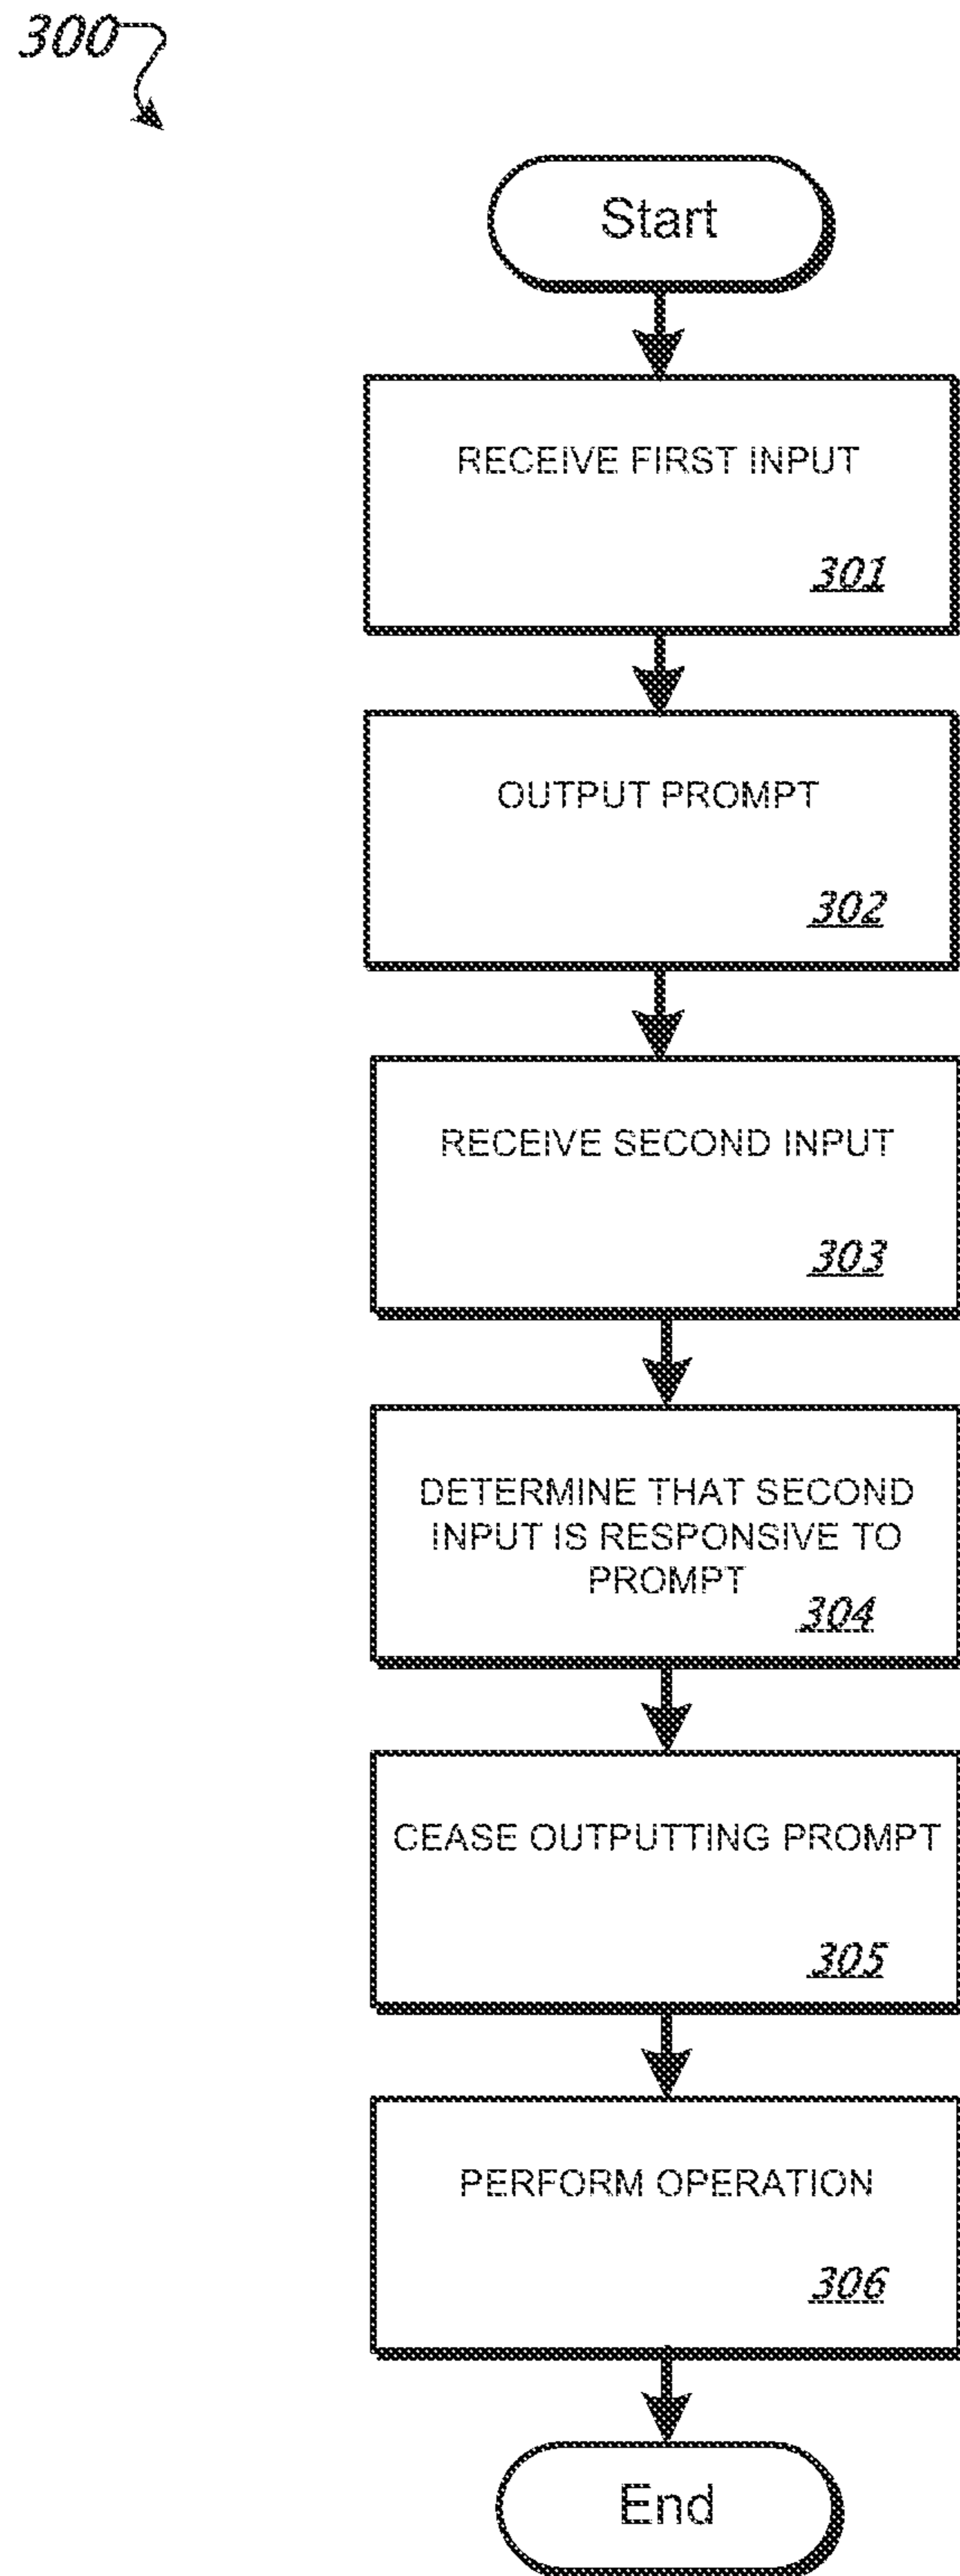 300
Start
RECEIVE FIRST INPUT
301
OUTPUT PROMPT
302
RECEIVE SECOND INPUT
303
DETERMINE THAT SECOND
INPUT IS RESPONSIVE TO
PROMPT
304
CEASE OUTPUTTING PROMPT
305
PERFORM OPERATION
306
End